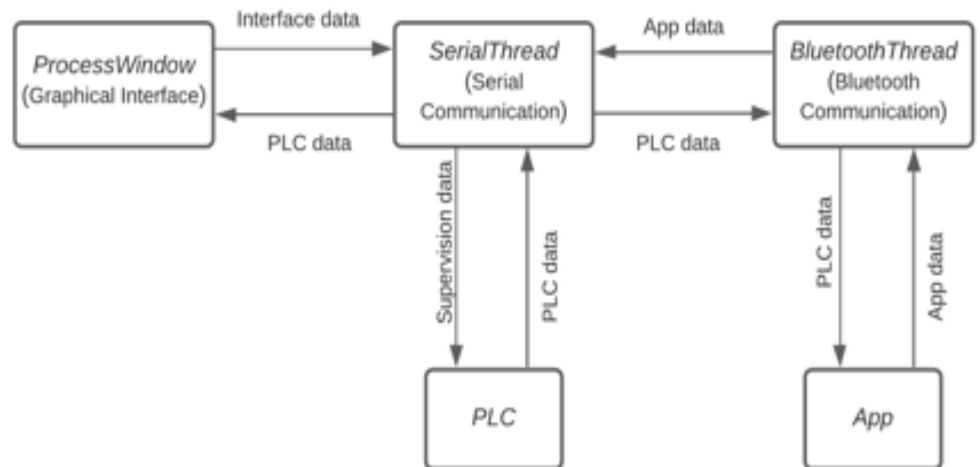 Interface data
App data
ProcessWindow
(Graphical Interface)
SerialThread
(Serial
Communication)
BluetoothThread
(Bluetooth
Communication)
PLC data
PLC data
Supervision data
PLC data
PLC data
App data
PLC
App